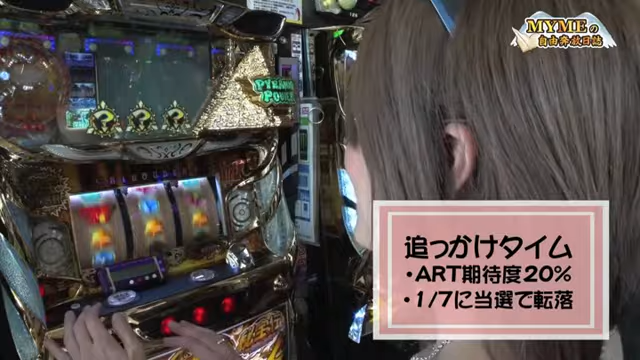 MYMEの
自由奔放日誌
PYRAMID
POWER
追っかけタイム
・ART期待度20%
・1/7に当選で転落